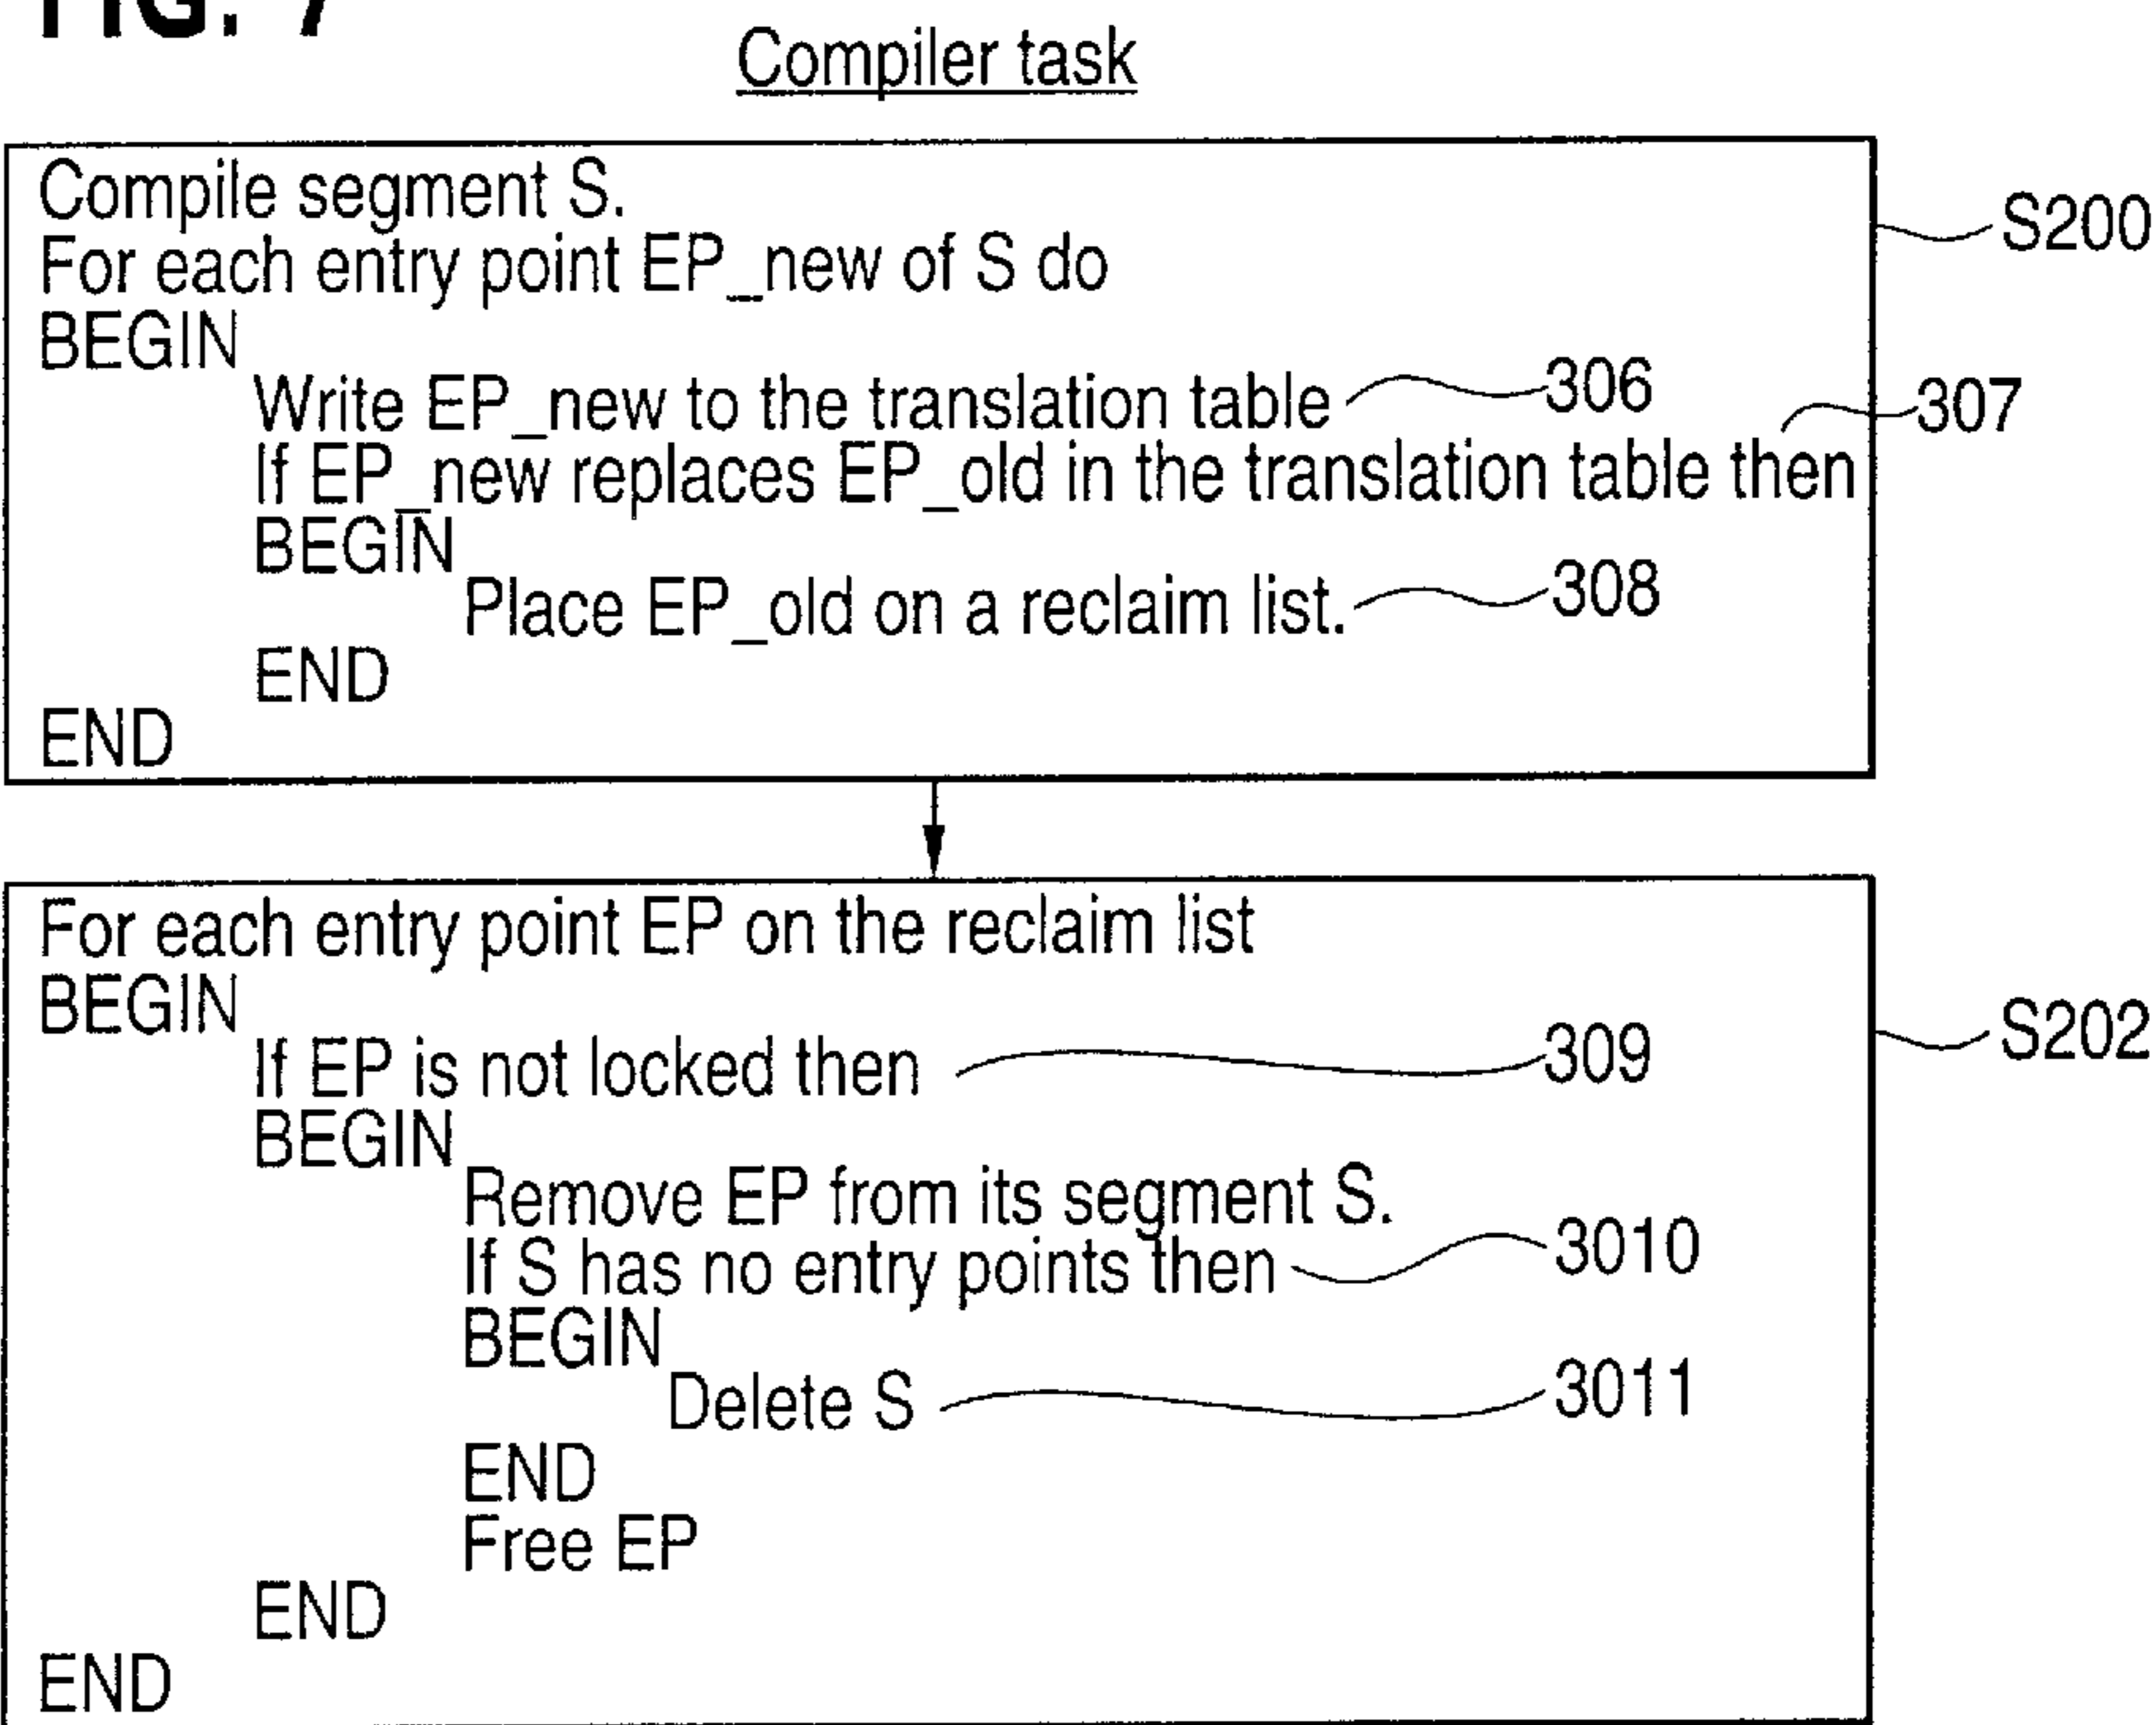 FIG. 7
Compiler task
Compile segment S.
S200
For each entry point EP_new of S do
BEGIN
Write EP_new to the translation table 306
307
If EP_new replaces EP_old in the translation table then
BEGIN
Place EP_old on a reclaim list. 308
END
END
For each entry point EP on the reclaim list
BEGIN
S202
If EP is not locked then 309
BEGIN
Remove EP from its segment S.
If S has no entry points then 3010
BEGIN
Delete S 3011
END
Free EP
END
END